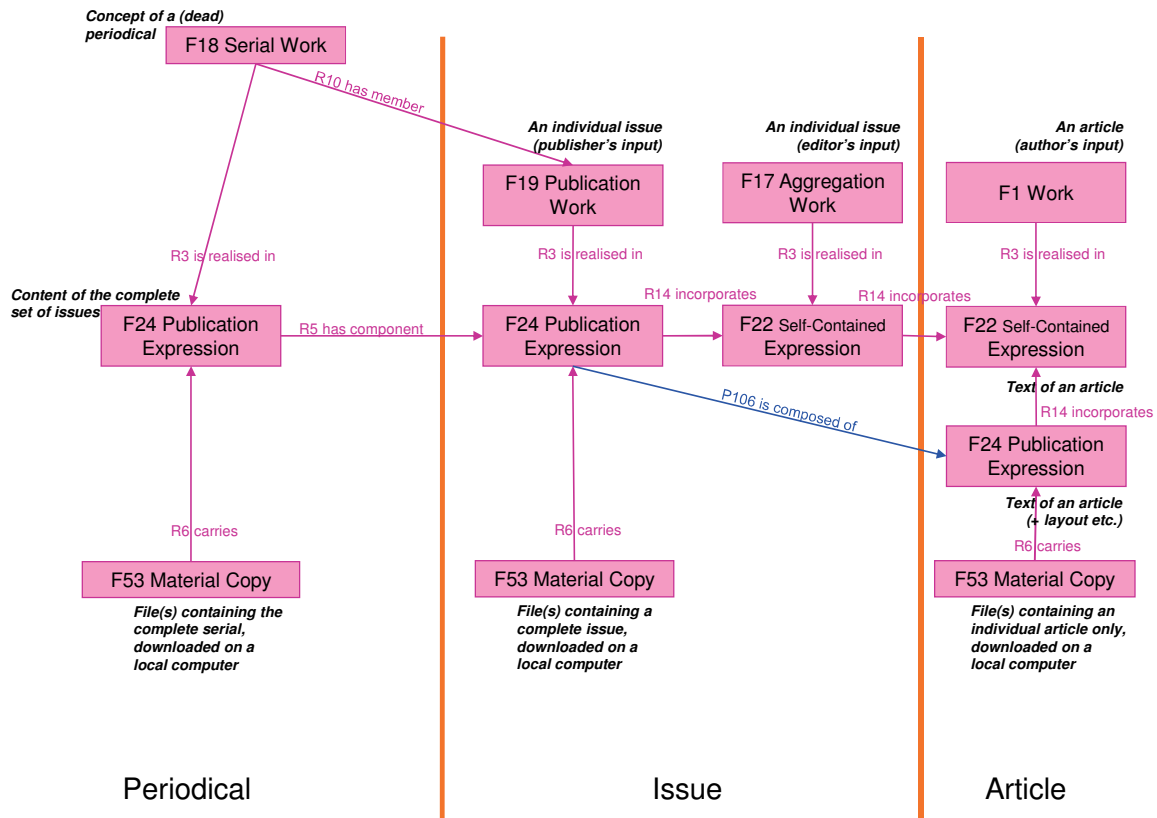 Concept of a (dead)
periodical
F18 Serial Work
R10 has member
An individual issue
(publisher's input)
An individual issue
(editor's input)
An article
(author's input)
F19 Publication
Work
F17 Aggregation
Work
F1 Work
R3 is realised in
R3 is realised in
R3 is realised in
R3 is realised in
Content of the complete
set of issues
R14 incorporates
R14 incorporates
F24 Publication
Expression
R5 has component
F24 Publication
Expression
F22 Self-Contained
Expression
F22 Self-Contained
Expression
Text of an article
P106 is composed of
R14 incorporates
F24 Publication
Expression
Text of an article
(+ layout etc.)
R6 carries
R6 carries
R6 carries
F53 Material Copy
F53 Material Copy
F53 Material Copy
File(s) containing the
complete serial,
downloaded on a
local computer
File(s) containing a
complete issue,
downloaded on a
local computer
File(s) containing an
individual article only,
downloaded on a
local computer
Periodical
Issue
Article